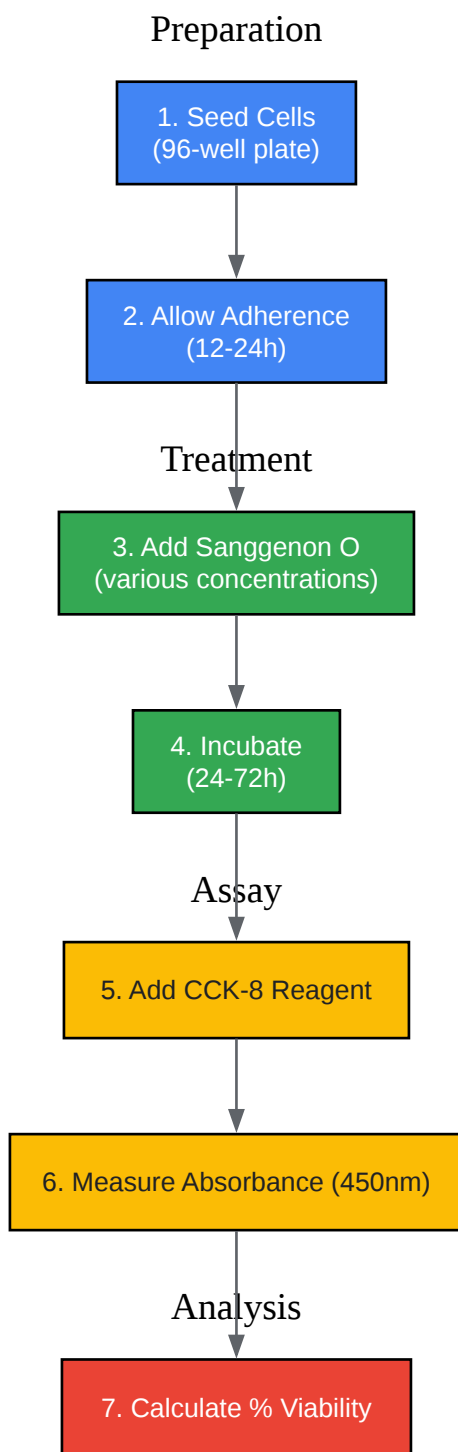 Preparation
1. Seed Cells
(96-well plate)
2. Allow Adherence
(12-24h)
Treatment
3. Add Sanggenon O
(various concentrations)
4. Incubate
(24-72h)
Assay
5. Add CCK-8 Reagent
6. Measure Absorbance (450nm)
Analysis
7. Calculate % Viability